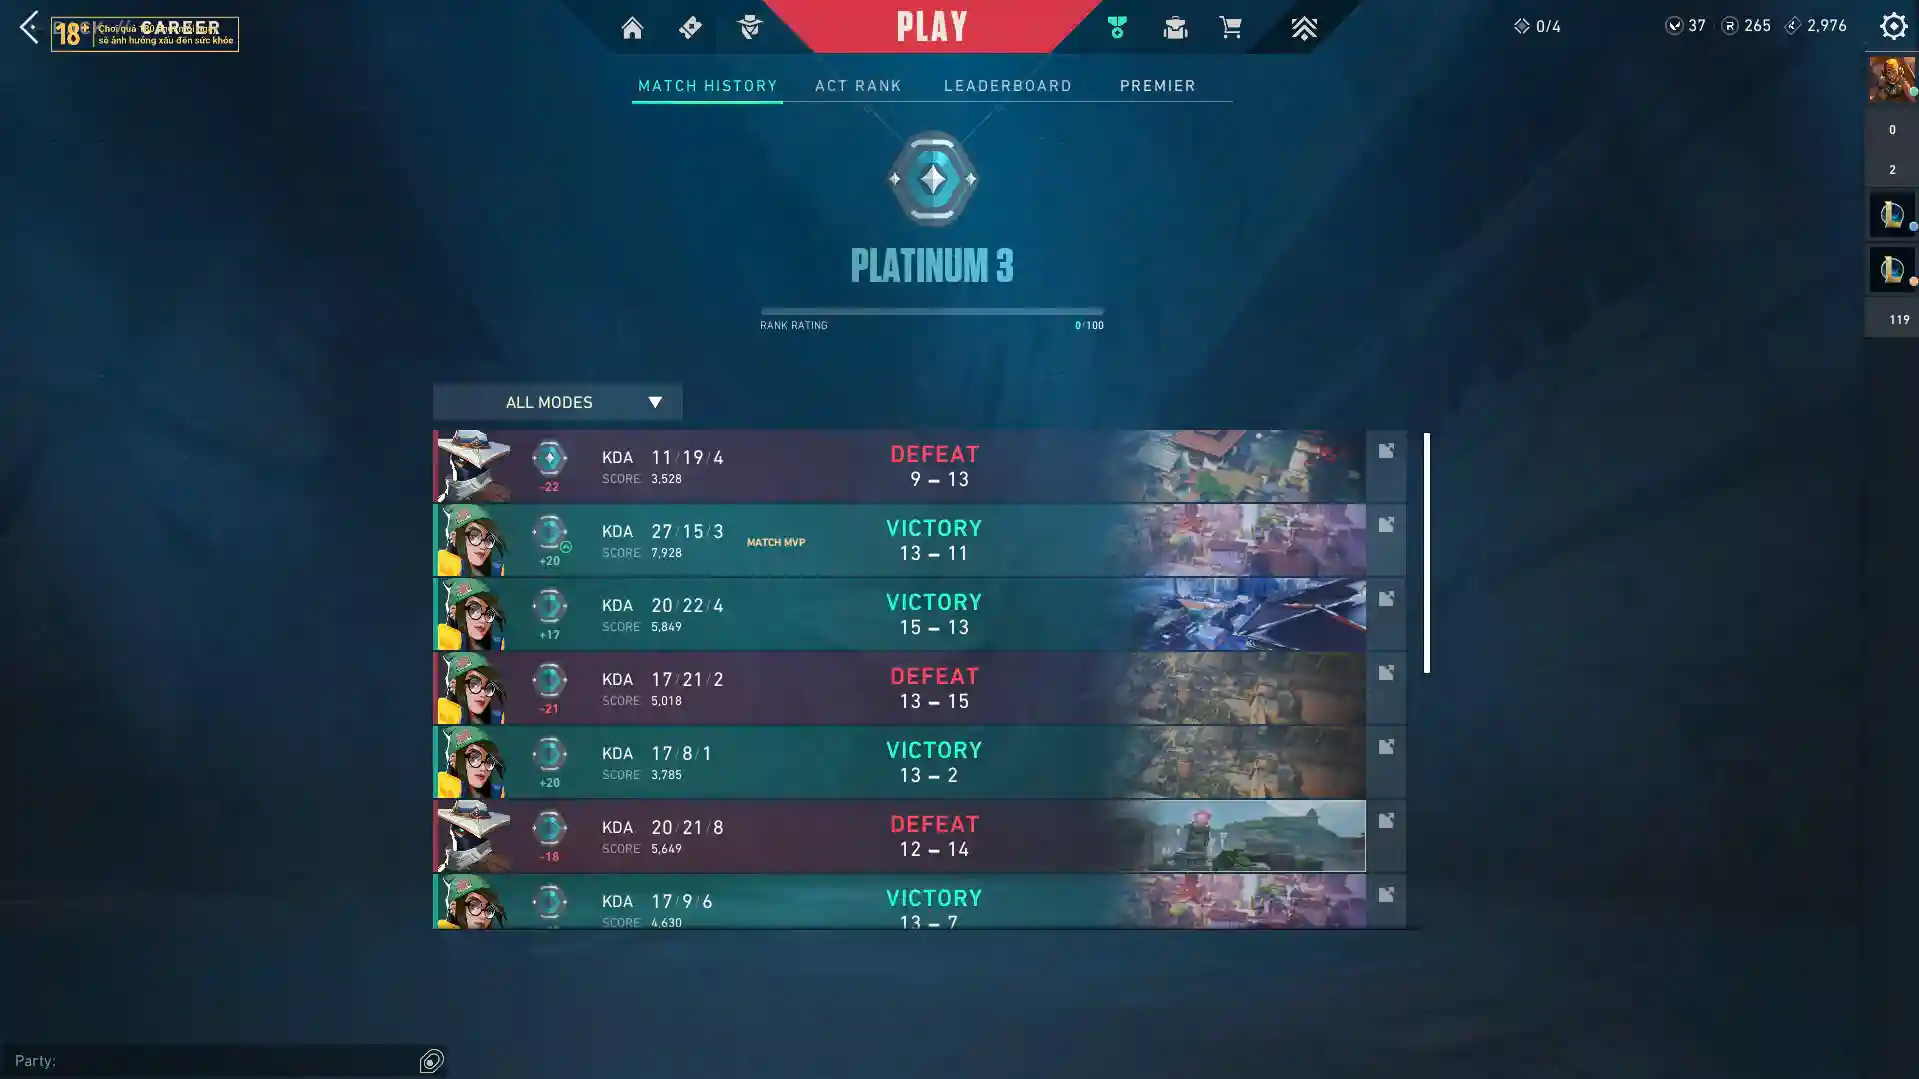 CAREER
18+
sẽ ảnh hưởng xấu đến sức khỏe
PLAY
0/4
37
265
2,976
MATCH HISTORY
ACT RANK
LEADERBOARD
PREMIER
0
2
119
PLATINUM 3
RANK RATING
0/100
ALL MODES
-22
KDA 11/19/4
SCORE 3,528
DEFEAT
9 – 13
+20
KDA 27/15/3
SCORE 7,928
MATCH MVP
VICTORY
13 – 11
+17
KDA 20/22/4
SCORE 5,849
VICTORY
15 – 13
-21
KDA 17/21/2
SCORE 5,018
DEFEAT
13 – 15
+20
KDA 17/8/1
SCORE 3,785
VICTORY
13 – 2
-18
KDA 20/21/8
SCORE 5,649
DEFEAT
12 – 14
KDA 17/9/6
SCORE 4,630
VICTORY
13 – 7
Party: